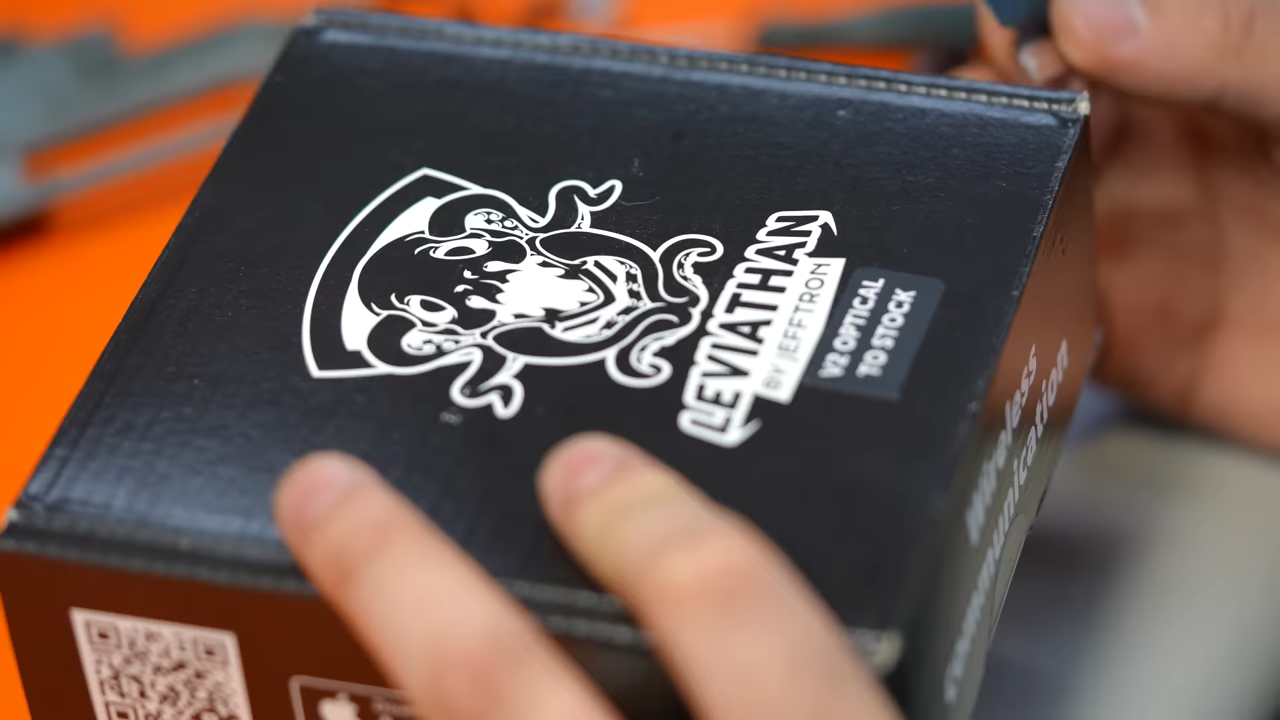 LEVIATHAN
BY JEFFTRON
V2 OPTICAL
TO STOCK
Wireless
communication